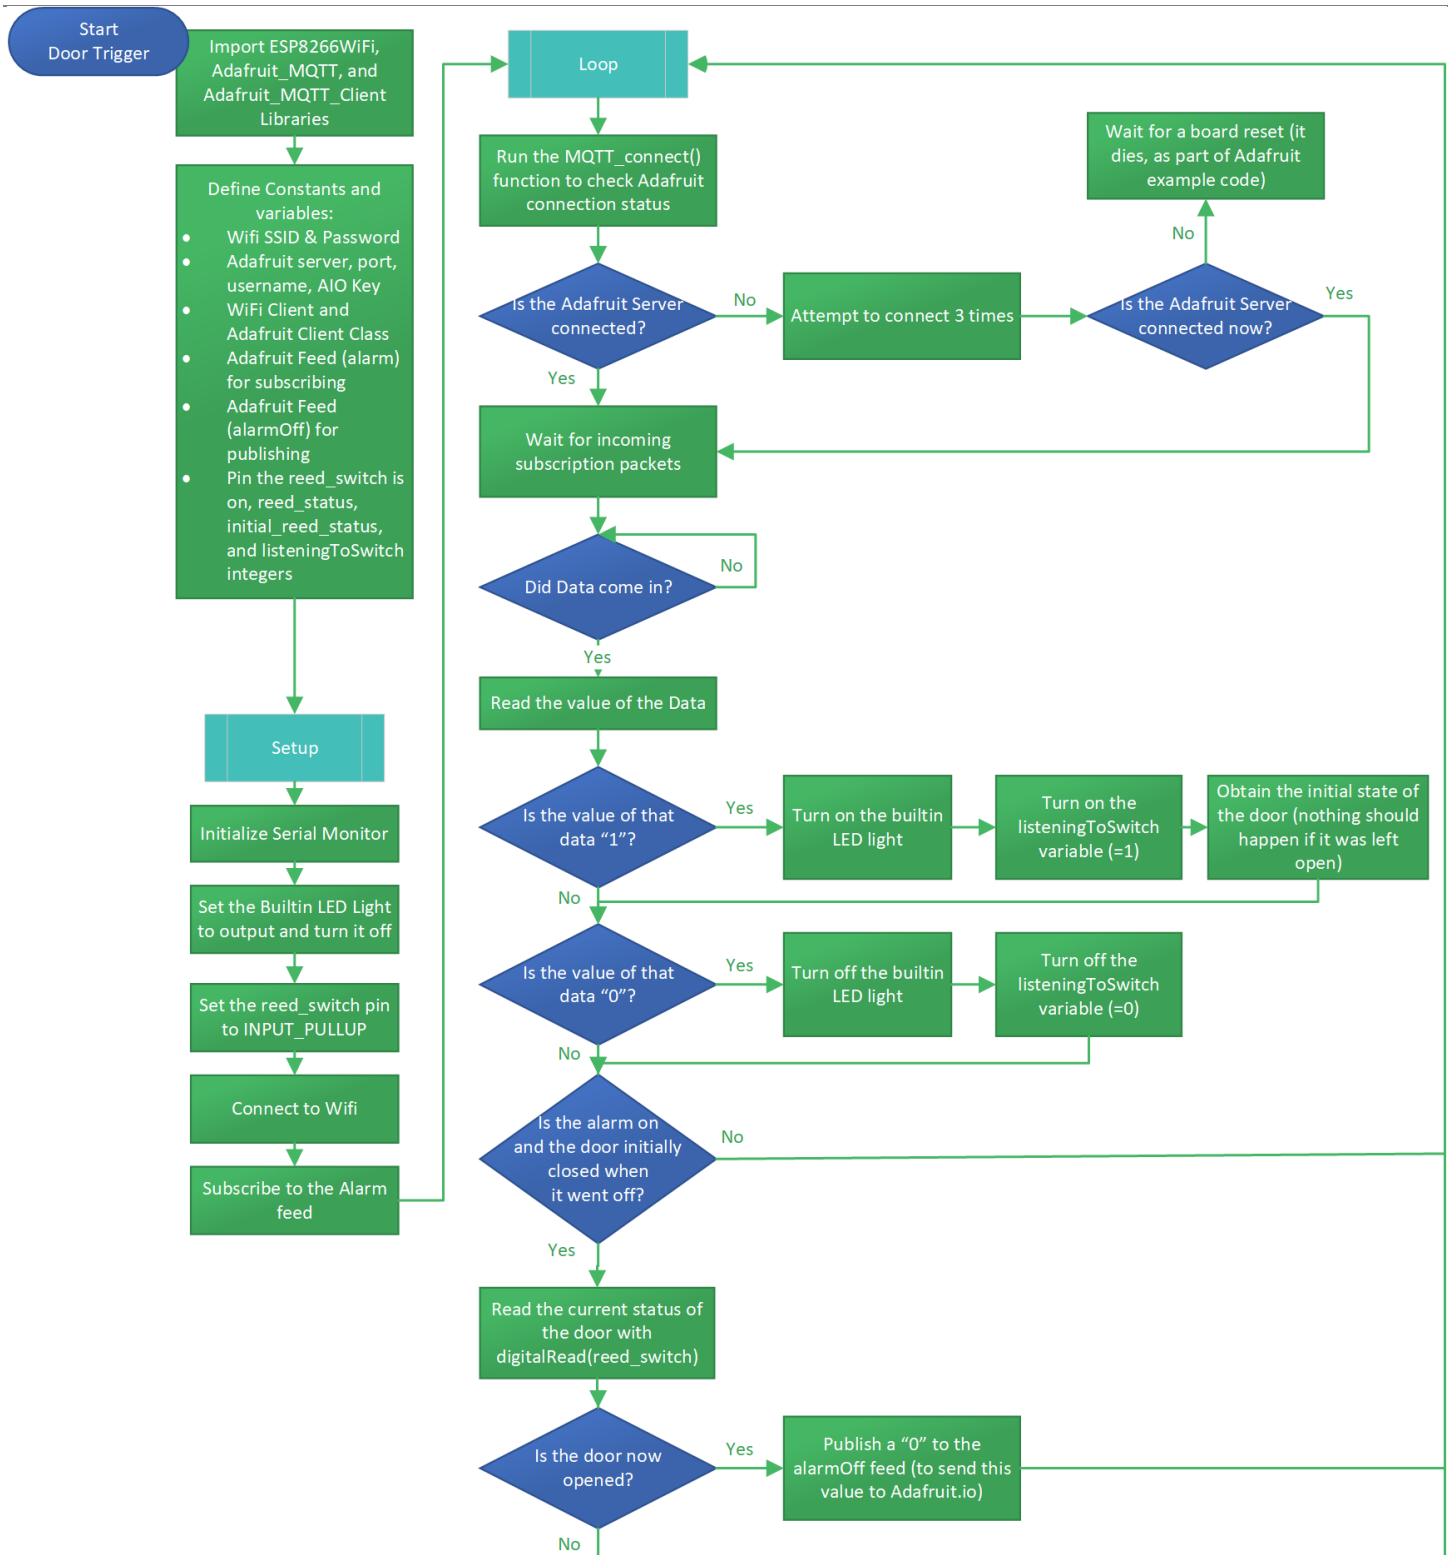 Start
Door Trigger
Import ESP8266WiFi,
Adafruit_MQTT, and
Adafruit_MQTT_Client
Libraries
Define Constants and
variables:
• Wifi SSID & Password
• Adafruit server, port,
username, AIO Key
• WiFi Client and
Adafruit Client Class
• Adafruit Feed (alarm)
for subscribing
• Adafruit Feed
(alarmOff) for
publishing
• Pin the reed_switch is
on, reed_status,
initial_reed_status,
and listeningToSwitch
integers
Setup
Initialize Serial Monitor
Set the Builtin LED Light
to output and turn it off
Set the reed_switch pin
to INPUT_PULLUP
Connect to Wifi
Subscribe to the Alarm
feed
Loop
Run the MQTT_connect()
function to check Adafruit
connection status
Is the Adafruit Server
connected?
No
Attempt to connect 3 times
Is the Adafruit Server
connected now?
No
Wait for a board reset (it
dies, as part of Adafruit
example code)
Yes
Yes
Wait for incoming
subscription packets
Did Data come in?
No
Yes
Read the value of the Data
Is the value of that
data “1”?
Yes
Turn on the builtin
LED light
Turn on the
listeningToSwitch
variable (=1)
Obtain the initial state of
the door (nothing should
happen if it was left
open)
No
Is the value of that
data “0”?
Yes
Turn off the builtin
LED light
Turn off the
listeningToSwitch
variable (=0)
No
Is the alarm on
and the door initially
closed when
it went off?
No
Yes
Read the current status of
the door with
digitalRead(reed_switch)
Is the door now
opened?
Yes
Publish a “0” to the
alarmOff feed (to send this
value to Adafruit.io)
No